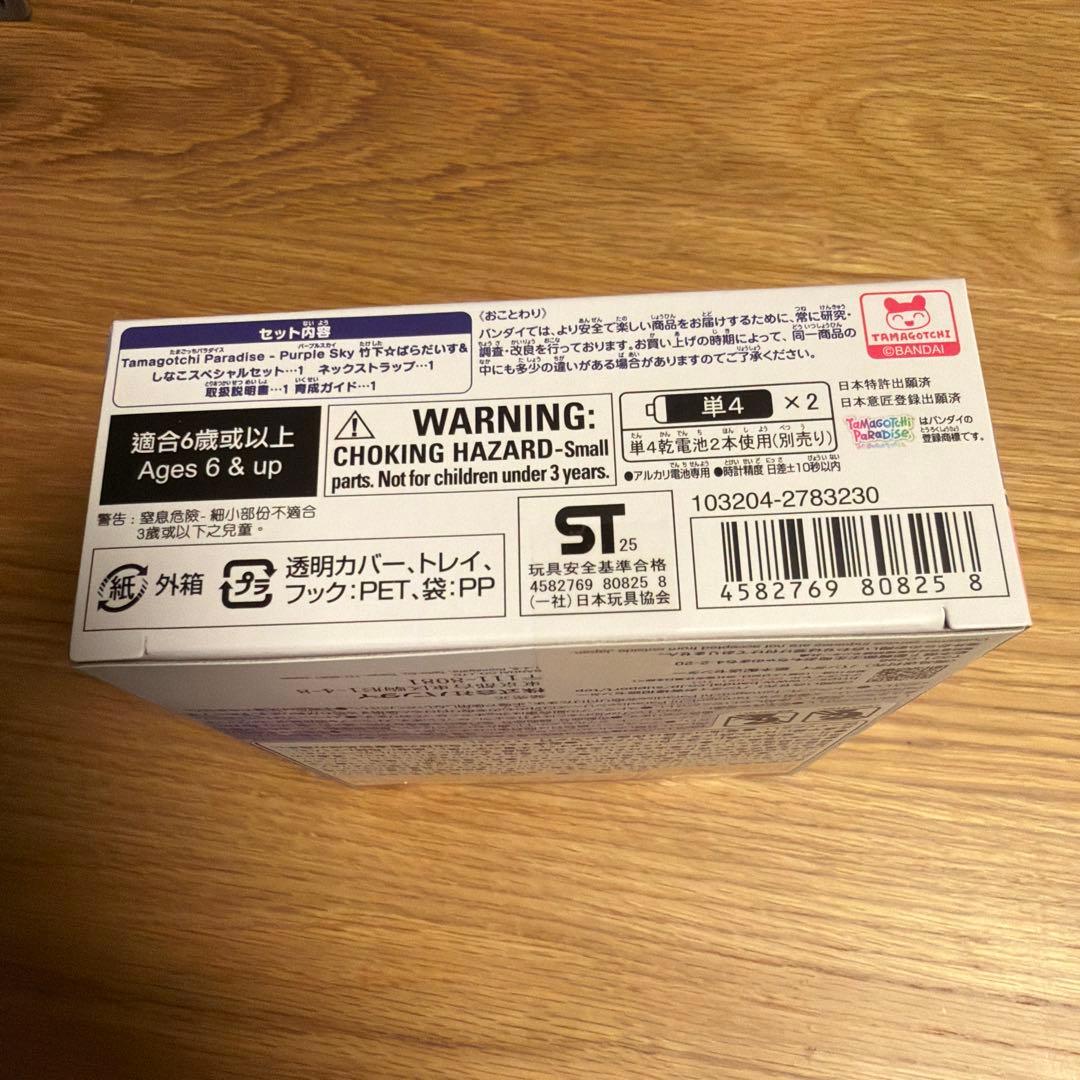 セット内容
Tamagotchi Paradise - Purple Sky 竹下☆ぱらだいす&
しなこスペシャルセット…1 ネックストラップ…1
取扱説明書…1 育成ガイド…1
〈おことわり〉
バンダイでは、より安全で楽しい商品をお届けするために、常に研究・
調査・改良を行っております。お買い上げの時期によって、同一商品の
中にも多少の違いがある場合がありますのでご了承ください。
TAMAGOTCHI
©BANDAI
適合6歳或以上
Ages 6 & up
WARNING:
CHOKING HAZARD-Small
parts. Not for children under 3 years.
単4 ×2
単4乾電池2本使用(別売り)
●アルカリ電池専用 ●時計精度 日差±10秒以内
日本特許出願済
日本意匠登録出願済
TaMaGOTCHi PaRaDiSE はバンダイの
登録商標です。
警告：窒息危険-細小部份不適合
3歲或以下之兒童。
紙 外箱
プラ 透明カバー、トレイ、
フック:PET、袋:PP
ST 25
玩具安全基準合格
4582769 80825 8
(一社)日本玩具協会
103204-2783230
4582769 80825 8
株式会社バンダイ
〒111-8081